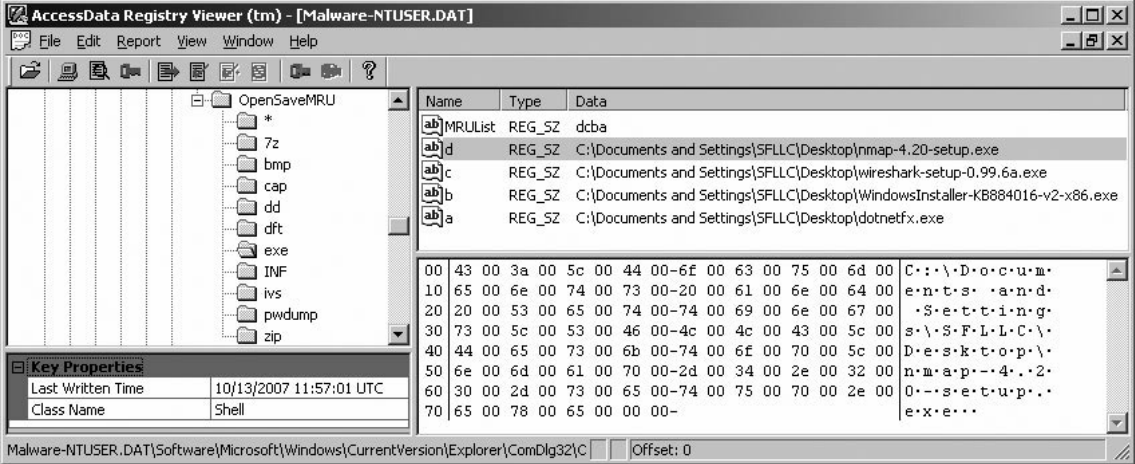 AccessData Registry Viewer (tm) - [Malware-NTUSER.DAT]
File Edit Report View Window Help
OpenSaveMRU
*
7z
bmp
cap
dd
dft
exe
INF
ivs
pwdump
zip
Name Type Data
MRUList REG_SZ dcba
d REG_SZ C:\Documents and Settings\SFLLC\Desktop\nmap-4.20-setup.exe
c REG_SZ C:\Documents and Settings\SFLLC\Desktop\wireshark-setup-0.99.6a.exe
b REG_SZ C:\Documents and Settings\SFLLC\Desktop\WindowsInstaller-KB884016-v2-x86.exe
a REG_SZ C:\Documents and Settings\SFLLC\Desktop\dotnetfx.exe
00 43 00 3a 00 5c 00 44 00-6f 00 63 00 75 00 6d 00 C·:·\·D·o·c·u·m·
10 65 00 6e 00 74 00 73 00-20 00 61 00 6e 00 64 00 e·n·t·s· ·a·n·d·
20 20 00 53 00 65 00 74 00-74 00 69 00 6e 00 67 00  ·S·e·t·t·i·n·g·
30 73 00 5c 00 53 00 46 00-4c 00 4c 00 43 00 5c 00 s·\·S·F·L·L·C·\·
40 44 00 65 00 73 00 6b 00-74 00 6f 00 70 00 5c 00 D·e·s·k·t·o·p·\·
50 6e 00 6d 00 61 00 70 00-2d 00 34 00 2e 00 32 00 n·m·a·p·-·4·.·2·
60 30 00 2d 00 73 00 65 00-74 00 75 00 70 00 2e 00 0·-·s·e·t·u·p·.·
70 65 00 78 00 65 00 00 00- e·x·e···
Key Properties
Last Written Time 10/13/2007 11:57:01 UTC
Class Name Shell
Malware-NTUSER.DAT\Software\Microsoft\Windows\CurrentVersion\Explorer\ComDlg32\C Offset: 0